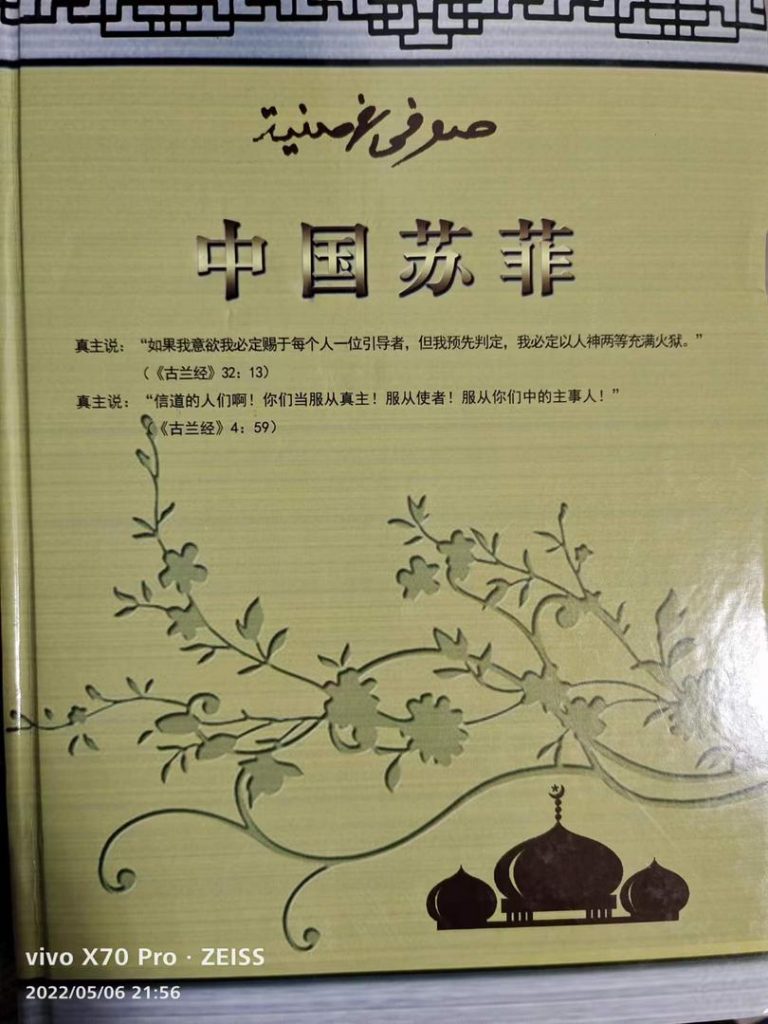 صوفى
中国苏菲
真主说：“如果我意欲我必定赐于每个人一位引导者，但我预先判定，我必定以人神两等充满火狱。”
（《古兰经》32：13）
真主说：“信道的人们啊！你们当服从真主！服从使者！服从你们中的主事人！”
（《古兰经》4：59）
vivo X70 Pro · ZEISS
2022/05/06 21:56